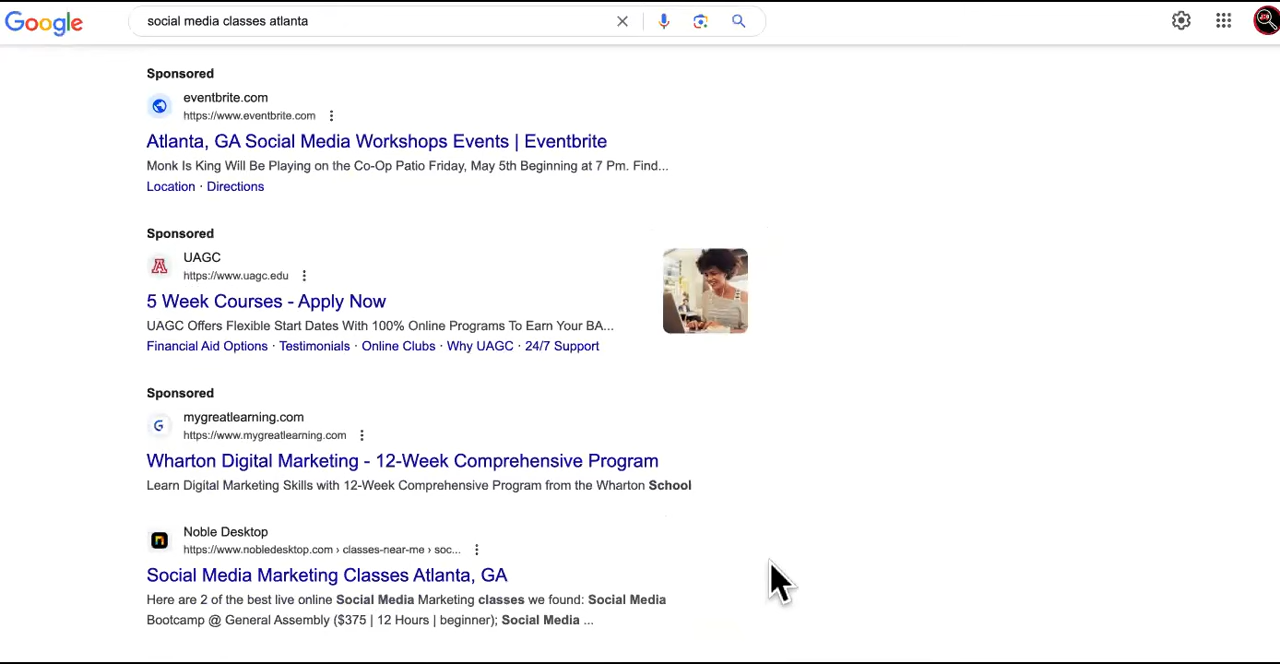 Google
social media classes atlanta
Sponsored
eventbrite.com
https://www.eventbrite.com
Atlanta, GA Social Media Workshops Events | Eventbrite
Monk Is King Will Be Playing on the Co-Op Patio Friday, May 5th Beginning at 7 Pm. Find...
Location · Directions
Sponsored
UAGC
https://www.uagc.edu
5 Week Courses - Apply Now
UAGC Offers Flexible Start Dates With 100% Online Programs To Earn Your BA...
Financial Aid Options · Testimonials · Online Clubs · Why UAGC · 24/7 Support
Sponsored
mygreatlearning.com
https://www.mygreatlearning.com
Wharton Digital Marketing - 12-Week Comprehensive Program
Learn Digital Marketing Skills with 12-Week Comprehensive Program from the Wharton School
Noble Desktop
https://www.nobledesktop.com › classes-near-me › soc...
Social Media Marketing Classes Atlanta, GA
Here are 2 of the best live online Social Media Marketing classes we found: Social Media
Bootcamp @ General Assembly ($375 | 12 Hours | beginner); Social Media ...